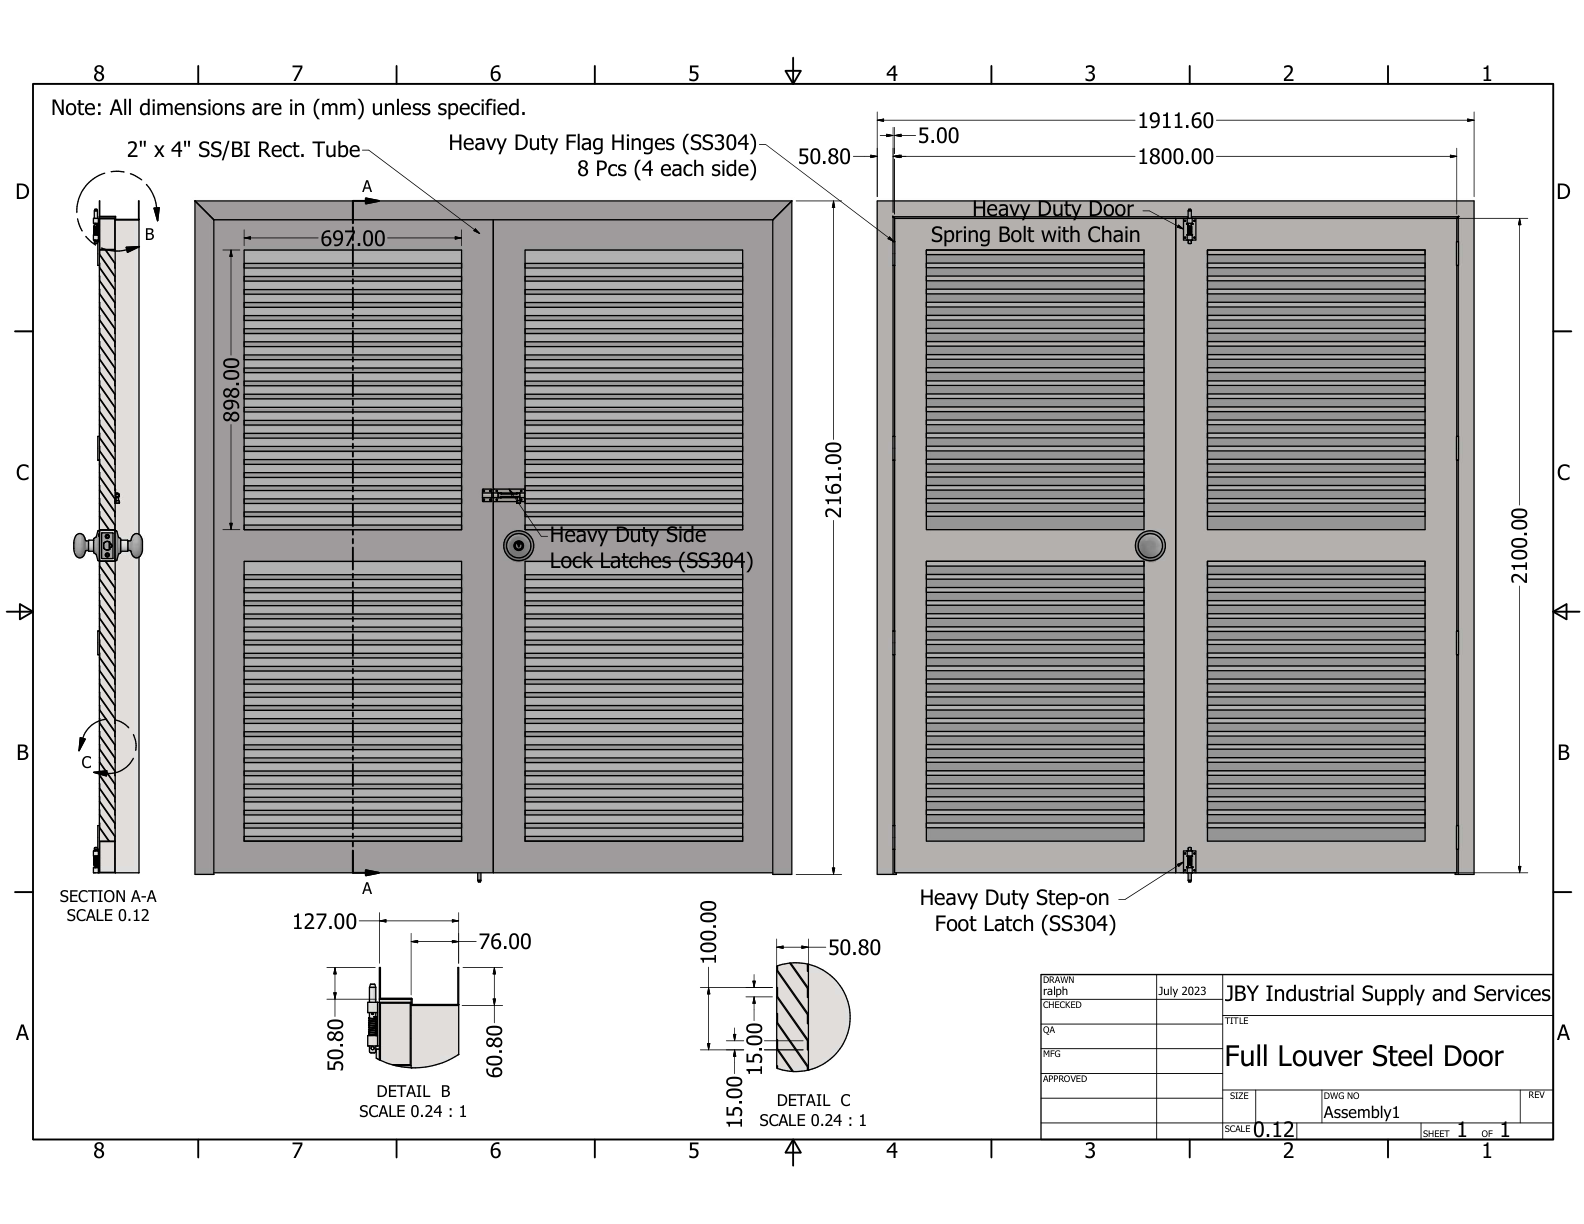 8 7 6 5 4 3 2 1
Note: All dimensions are in (mm) unless specified.
2" x 4" SS/BI Rect. Tube
Heavy Duty Flag Hinges (SS304)
8 Pcs (4 each side)
1911.60
5.00
50.80
1800.00
D
D
A
B
697.00
Heavy Duty Door
Spring Bolt with Chain
898.00
2161.00
2100.00
C
C
Heavy Duty Side
Lock Latches (SS304)
B
B
C
A
SECTION A-A
SCALE 0.12
Heavy Duty Step-on
Foot Latch (SS304)
127.00
76.00
50.80
60.80
DETAIL B
SCALE 0.24 : 1
100.00
50.80
15.00
15.00
DETAIL C
SCALE 0.24 : 1
A
A
DRAWN
ralph
July 2023
CHECKED
QA
MFG
APPROVED
JBY Industrial Supply and Services
TITLE
Full Louver Steel Door
SIZE
DWG NO
Assembly1
REV
SCALE 0.12
SHEET 1 OF 1
8 7 6 5 4 3 2 1